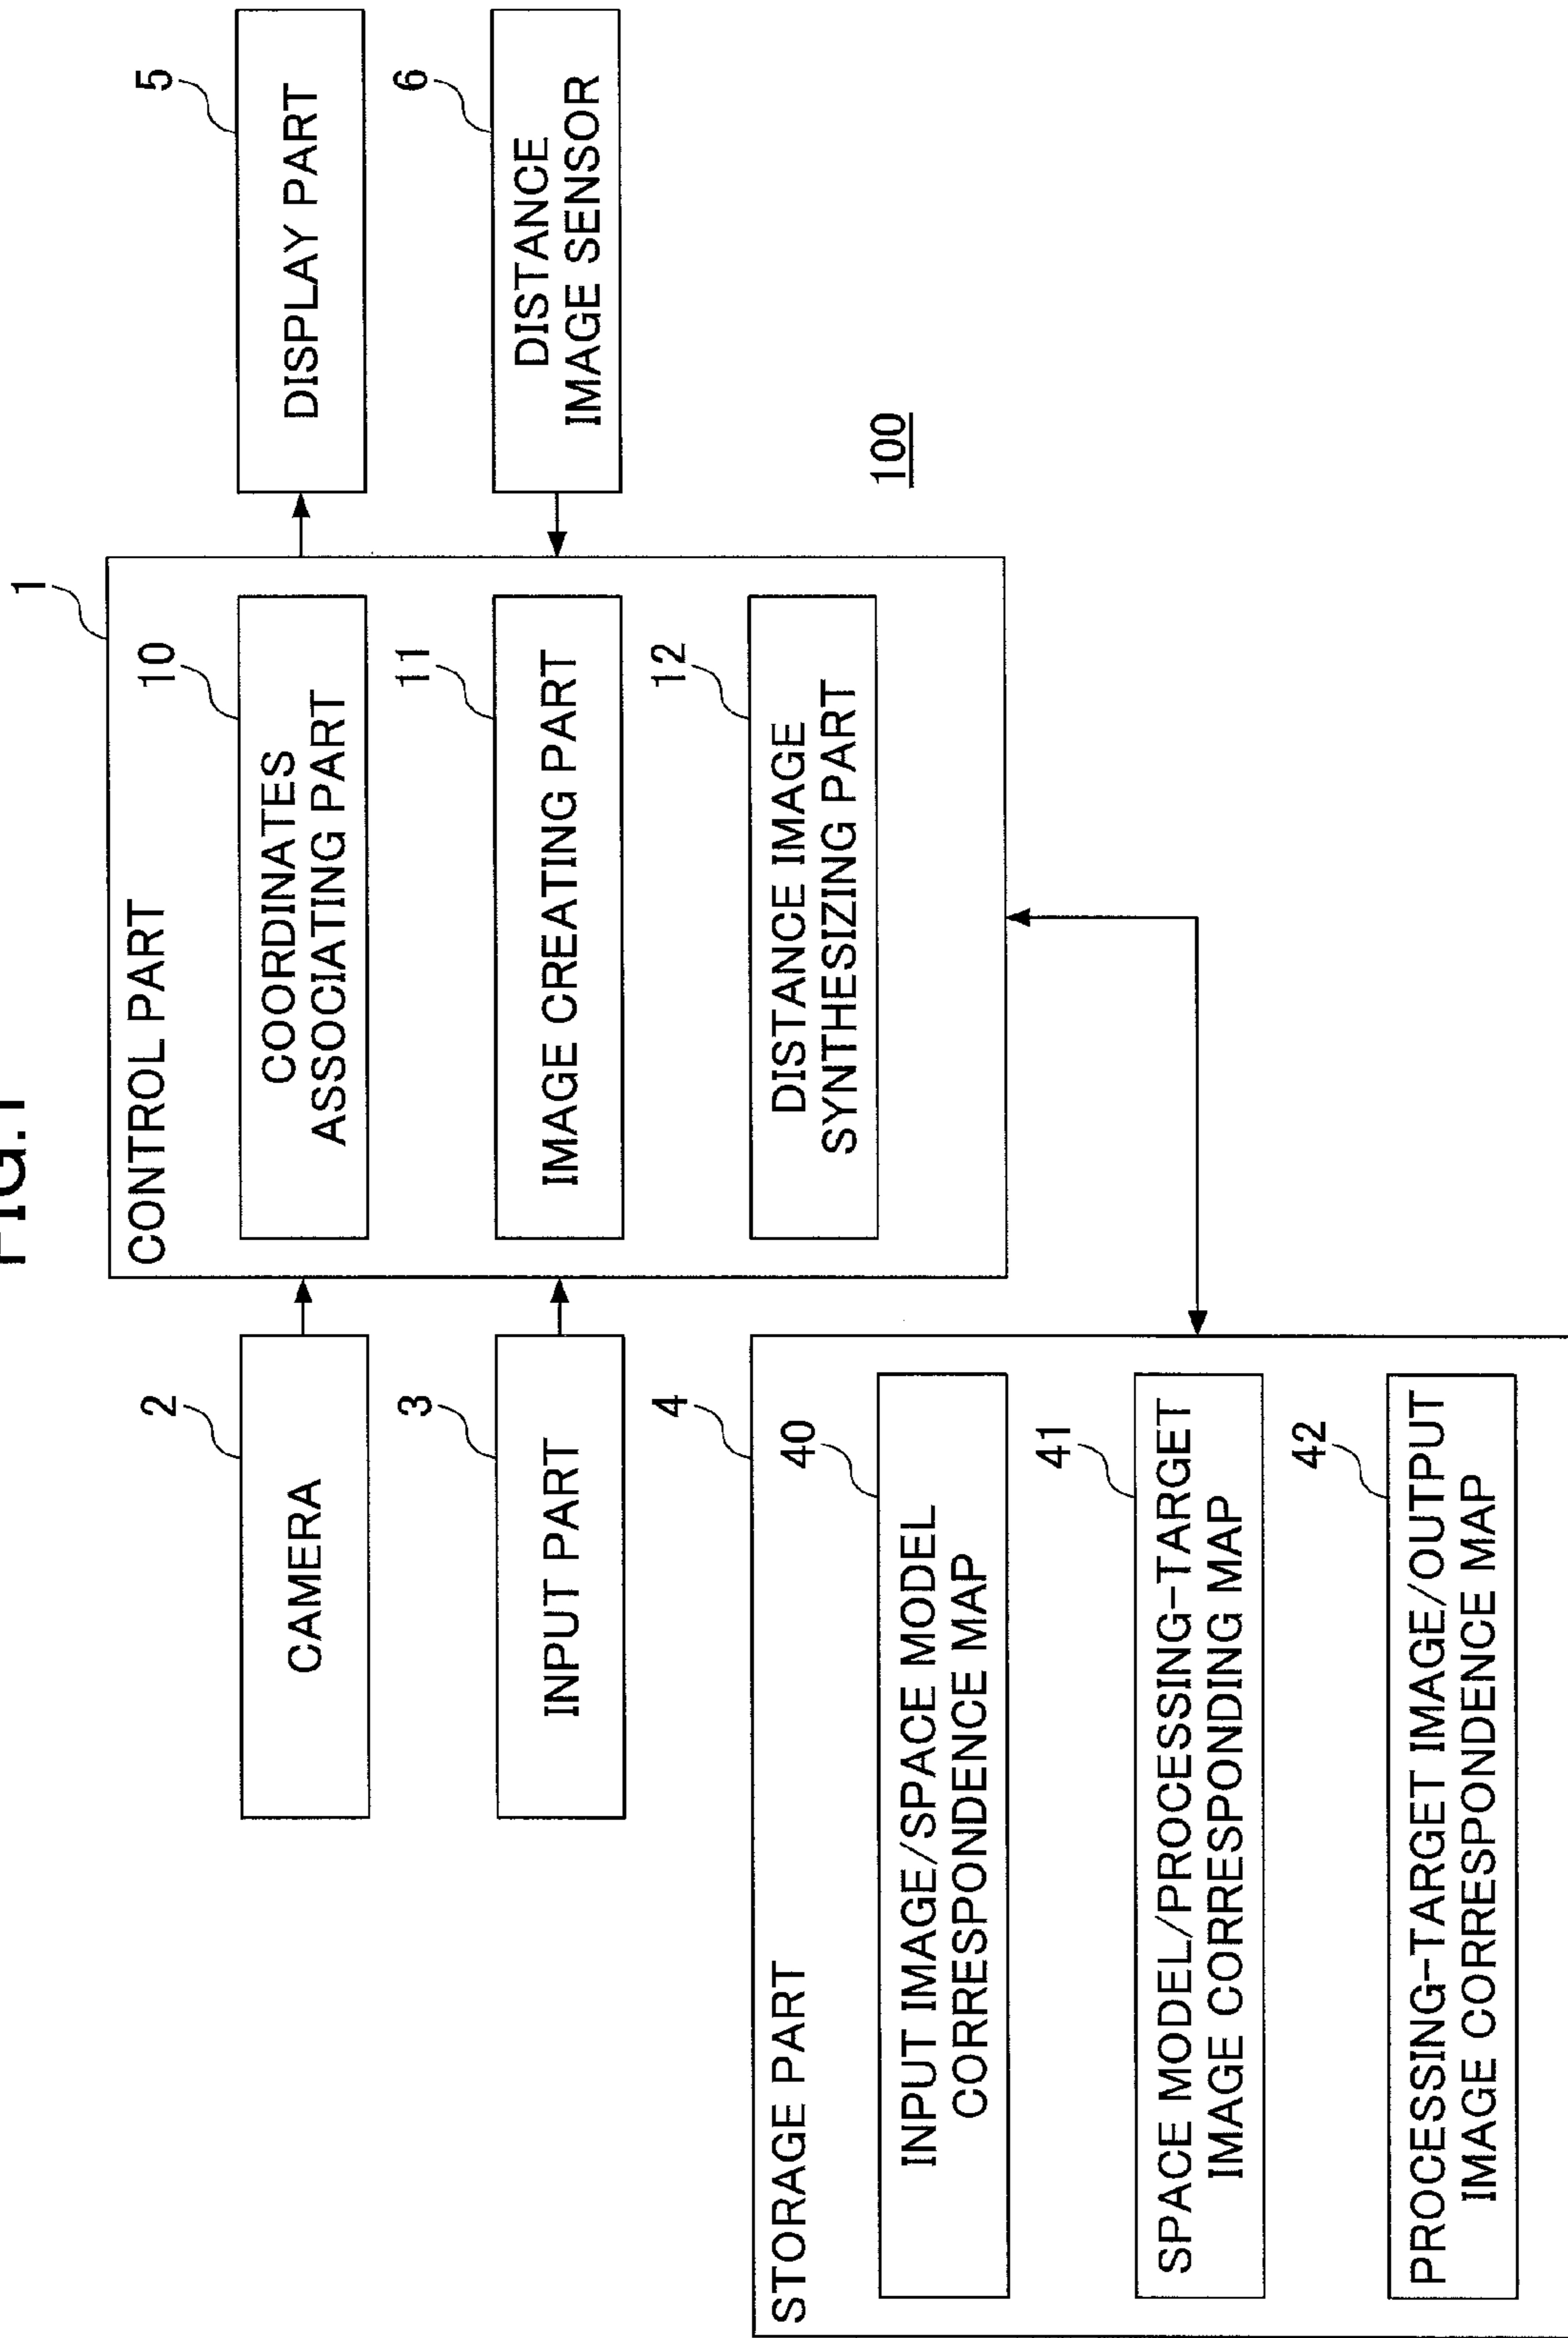 FIG.1
1
CONTROL PART
2
CAMERA
10
COORDINATES
ASSOCIATING PART
5
DISPLAY PART
3
INPUT PART
11
IMAGE CREATING PART
6
DISTANCE
IMAGE SENSOR
4
STORAGE PART
12
DISTANCE IMAGE
SYNTHESIZING PART
100
40
INPUT IMAGE/SPACE MODEL
CORRESPONDENCE MAP
41
SPACE MODEL/PROCESSING-TARGET
IMAGE CORRESPONDING MAP
42
PROCESSING-TARGET IMAGE/OUTPUT
IMAGE CORRESPONDENCE MAP